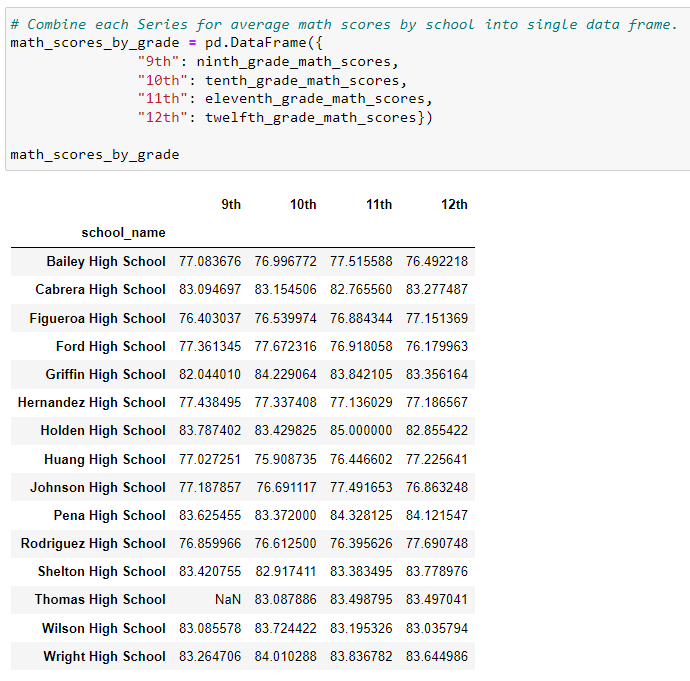 # Combine each Series for average math scores by school into single data frame.
math_scores_by_grade = pd.DataFrame({
"9th": ninth_grade_math_scores,
"10th": tenth_grade_math_scores,
"11th": eleventh_grade_math_scores,
"12th": twelfth_grade_math_scores})
math_scores_by_grade
9th 10th 11th 12th
school_name
Bailey High School 77.083676 76.996772 77.515588 76.492218
Cabrera High School 83.094697 83.154506 82.765560 83.277487
Figueroa High School 76.403037 76.539974 76.884344 77.151369
Ford High School 77.361345 77.672316 76.918058 76.179963
Griffin High School 82.044010 84.229064 83.842105 83.356164
Hernandez High School 77.438495 77.337408 77.136029 77.186567
Holden High School 83.787402 83.429825 85.000000 82.855422
Huang High School 77.027251 75.908735 76.446602 77.225641
Johnson High School 77.187857 76.691117 77.491653 76.863248
Pena High School 83.625455 83.372000 84.328125 84.121547
Rodriguez High School 76.859966 76.612500 76.395626 77.690748
Shelton High School 83.420755 82.917411 83.383495 83.778976
Thomas High School NaN 83.087886 83.498795 83.497041
Wilson High School 83.085578 83.724422 83.195326 83.035794
Wright High School 83.264706 84.010288 83.836782 83.644986